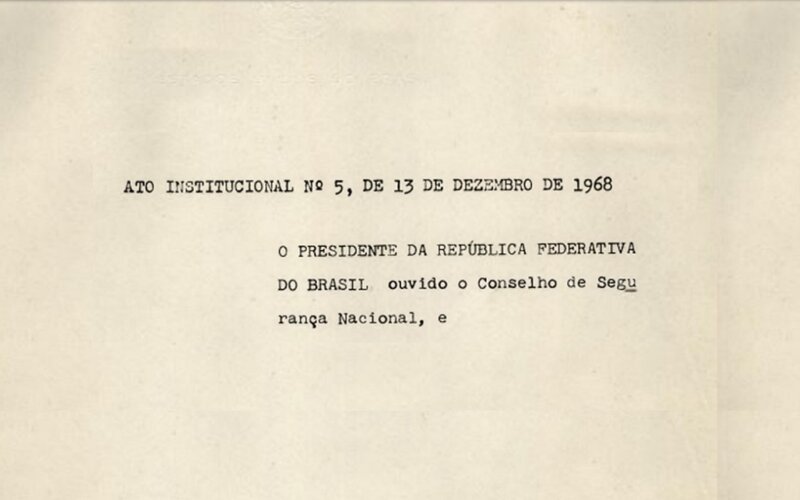 ATO INSTITUCIONAL Nº 5, DE 13 DE DEZEMBRO DE 1968
O PRESIDENTE DA REPÚBLICA FEDERATIVA
DO BRASIL ouvido o Conselho de Segu
rança Nacional, e